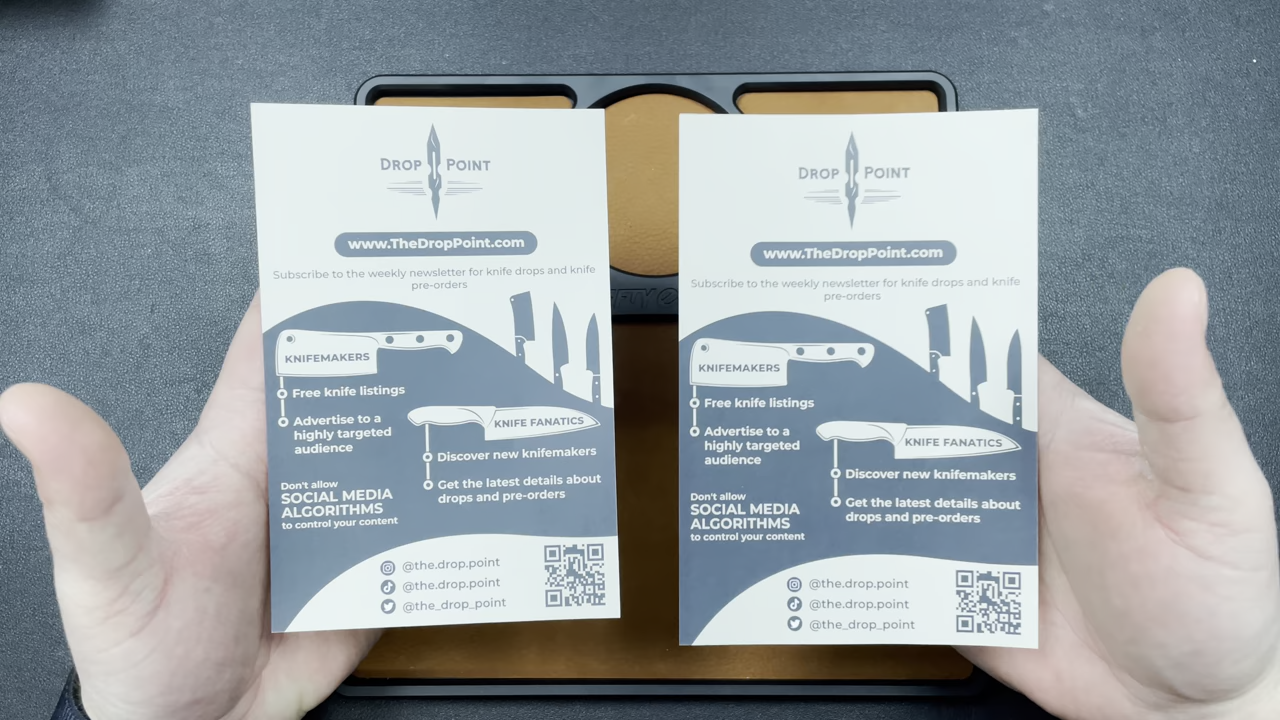 DROP POINT
www.TheDropPoint.com
Subscribe to the weekly newsletter for knife drops and knife
pre-orders
KNIFEMAKERS
Free knife listings
Advertise to a
highly targeted
audience
KNIFE FANATICS
Discover new knifemakers
Get the latest details about
drops and pre-orders
Don't allow
SOCIAL MEDIA
ALGORITHMS
to control your content
@the.drop.point
@the.drop.point
@the_drop_point
DROP POINT
www.TheDropPoint.com
Subscribe to the weekly newsletter for knife drops and knife
pre-orders
KNIFEMAKERS
Free knife listings
Advertise to a
highly targeted
audience
KNIFE FANATICS
Discover new knifemakers
Get the latest details about
drops and pre-orders
Don't allow
SOCIAL MEDIA
ALGORITHMS
to control your content
@the.drop.point
@the.drop.point
@the_drop_point